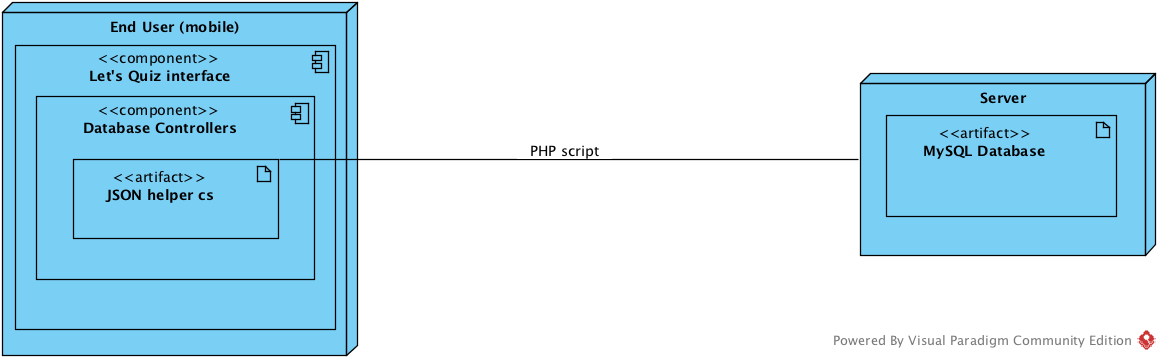 End User (mobile)
<<component>>
Let's Quiz interface
<<component>>
Database Controllers
<<artifact>>
JSON helper cs
PHP script
Server
<<artifact>>
MySQL Database
Powered By Visual Paradigm Community Edition